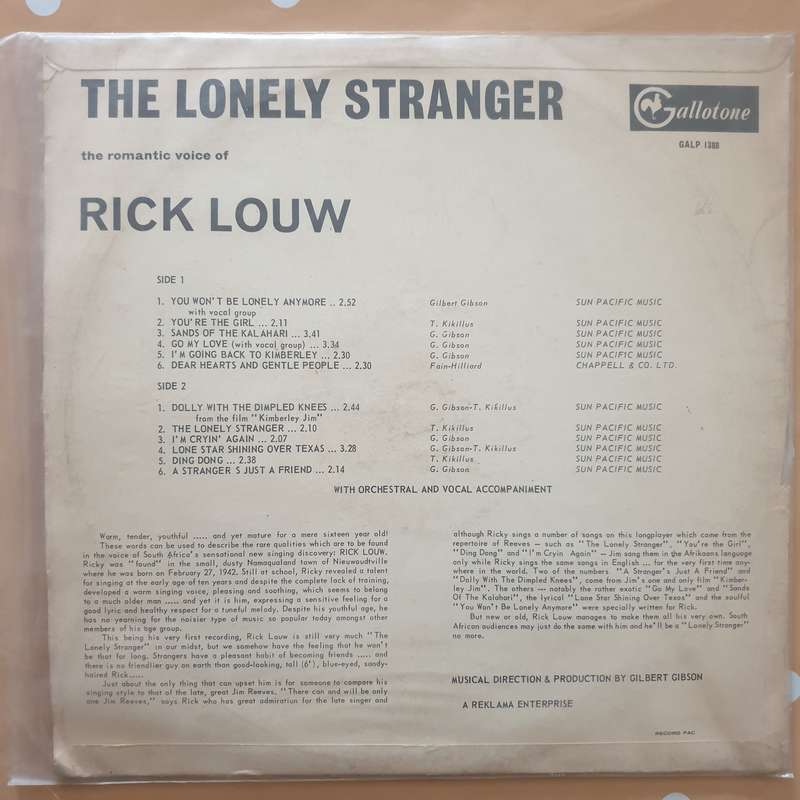 THE LONELY STRANGER
Gallotone
GALP 1388
the romantic voice of
RICK LOUW
SIDE 1
1. YOU WON'T BE LONELY ANYMORE .. 2.52 Gilbert Gibson SUN PACIFIC MUSIC
with vocal group
2. YOU'RE THE GIRL ... 2.11 T. Kikillus SUN PACIFIC MUSIC
3. SANDS OF THE KALAHARI ... 3.41 G. Gibson SUN PACIFIC MUSIC
4. GO MY LOVE (with vocal group) ... 3.34 G. Gibson SUN PACIFIC MUSIC
5. I'M GOING BACK TO KIMBERLEY ... 2.30 G. Gibson SUN PACIFIC MUSIC
6. DEAR HEARTS AND GENTLE PEOPLE ... 2.30 Fain-Hilliard CHAPPELL & CO. LTD.
SIDE 2
1. DOLLY WITH THE DIMPLED KNEES ... 2.44 G. Gibson-T. Kikillus SUN PACIFIC MUSIC
from the film "Kimberley Jim"
2. THE LONELY STRANGER ... 2.10 T. Kikillus SUN PACIFIC MUSIC
3. I'M CRYIN' AGAIN ... 2.07 G. Gibson SUN PACIFIC MUSIC
4. LONE STAR SHINING OVER TEXAS ... 3.28 G. Gibson-T. Kikillus SUN PACIFIC MUSIC
5. DING DONG ... 2.38 T. Kikillus SUN PACIFIC MUSIC
6. A STRANGER S JUST A FRIEND ... 2.14 G. Gibson SUN PACIFIC MUSIC
WITH ORCHESTRAL AND VOCAL ACCOMPANIMENT
Warm, tender, youthful ..... and yet mature for a mere sixteen year old!
These words can be used to describe the rare qualities which are to be found
in the voice of South Africa's sensational new singing discovery: RICK LOUW.
Ricky was "found" in the small, dusty Namaqualand town of Nieuwoudtville
where he was born on February 27, 1942. Still at school, Ricky revealed a talent
for singing at the early age of ten years and despite the complete lack of training,
developed a warm singing voice, pleasing and soothing, which seems to belong
to a much older man ..... and yet it is him, expressing a sensitive feeling for a
good lyric and healthy respect for a tuneful melody. Despite his youthful age, he
has no yearning for the noisier type of music so popular today amongst other
members of his age group.
This being his very first recording, Rick Louw is still very much "The
Lonely Stranger" in our midst, but we somehow have the feeling that he won't
be that for long. Strangers have a pleasant habit of becoming friends ..... and
there is no friendlier guy on earth than good-looking, tall (6'), blue-eyed, sandy-
haired Rick.....
Just about the only thing that can upset him is for someone to compare his
singing style to that of the late, great Jim Reeves. "There can and will be only
one Jim Reeves," says Rick who has great admiration for the late singer and
although Ricky sings a number of songs on this longplayer which come from the
repertoire of Reeves — such as "The Lonely Stranger", "You're the Girl",
"Ding Dong" and "I'm Cryin Again" — Jim sang them in the Afrikaans language
only while Ricky sings the same songs in English ... for the very first time any-
where in the world. Two of the numbers. "A Stranger's Just A Friend" and
"Dolly With The Dimpled Knees", come from Jim's one and only film "Kimber-
ley Jim". The others — notably the rather exotic "Go My Love" and "Sands
Of The Kalahari", the lyrical "Lone Star Shining Over Texas" and the soulful
"You Won't Be Lonely Anymore" were specially written for Rick.
But new or old, Rick Louw manages to make them all his very own. South
African audiences may just do the same with him and he'll be a "Lonely Stranger"
no more.
MUSICAL DIRECTION & PRODUCTION BY GILBERT GIBSON
A REKLAMA ENTERPRISE
RECORD PAC